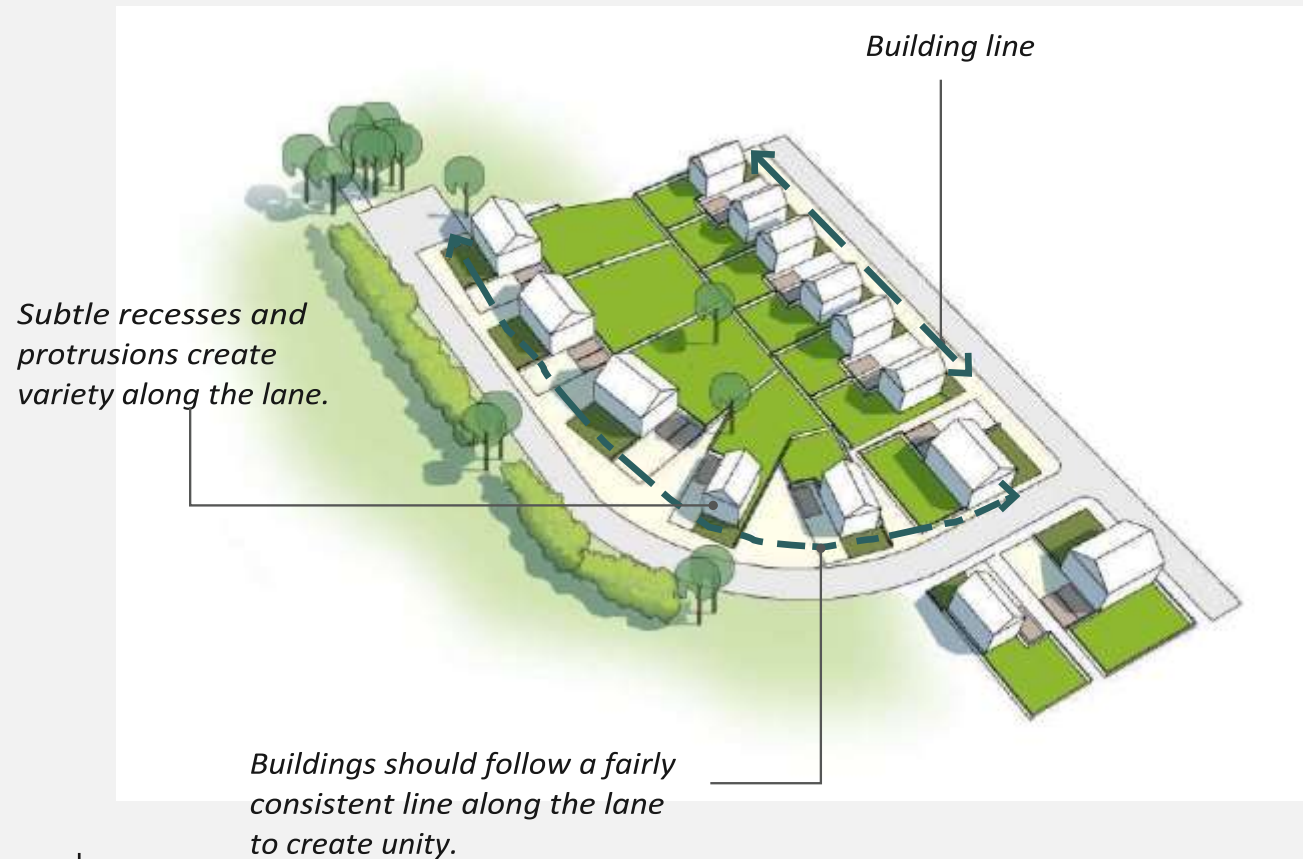 Building line
Subtle recesses and
protrusions create
variety along the lane.
Buildings should follow a fairly
consistent line along the lane
to create unity.